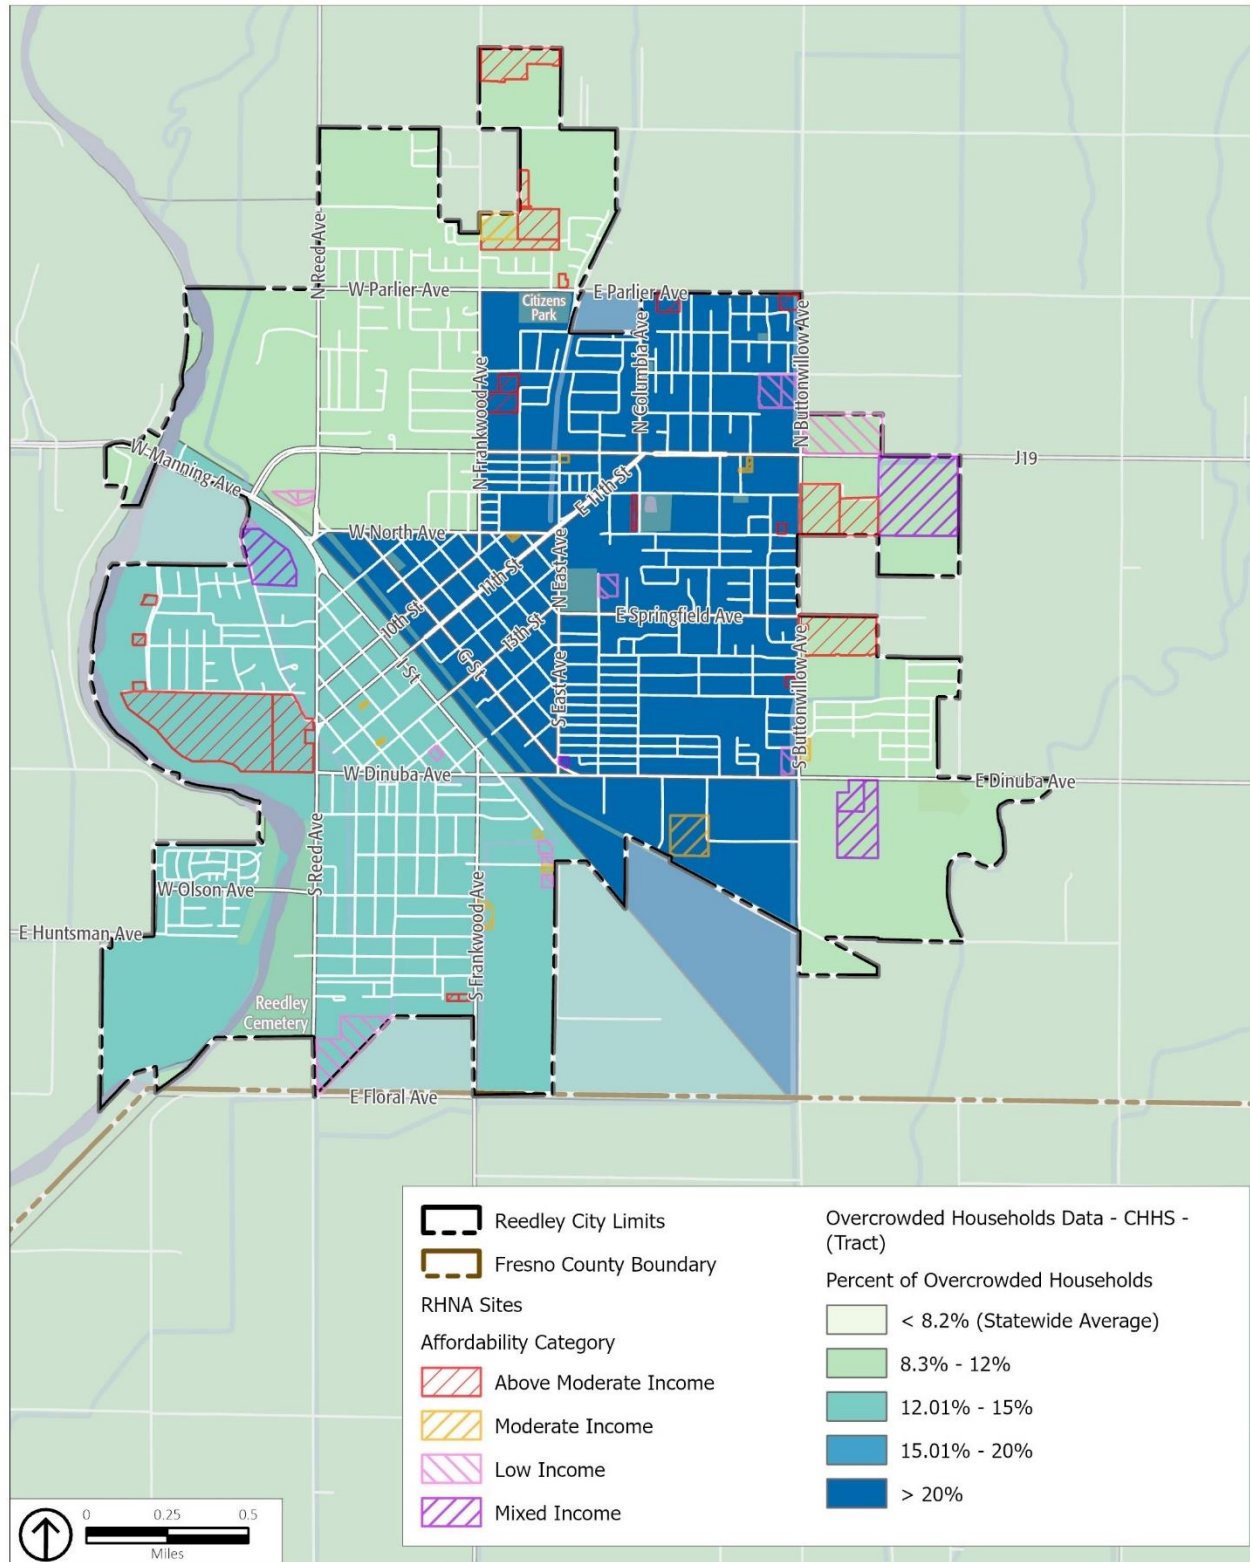 N Reed Ave
W Parlier Ave
Citizens
Park
E Parlier Ave
N Frankwood Ave
N Columbia Ave
N Buttonwillow Ave
W Manning Ave
J19
E 11th St
W North Ave
11th St
N East Ave
10th St
13th St
E Springfield Ave
J St
G St
S East Ave
S Buttonwillow Ave
W Dinuba Ave
E Dinuba Ave
S Reed Ave
W Olson Ave
S Frankwood Ave
E Huntsman Ave
Reedley
Cemetery
E Floral Ave
Reedley City Limits
Fresno County Boundary
RHNA Sites
Affordability Category
Above Moderate Income
Moderate Income
Low Income
Mixed Income
Overcrowded Households Data - CHHS -
(Tract)
Percent of Overcrowded Households
< 8.2% (Statewide Average)
8.3% - 12%
12.01% - 15%
15.01% - 20%
> 20%
0 0.25 0.5
Miles